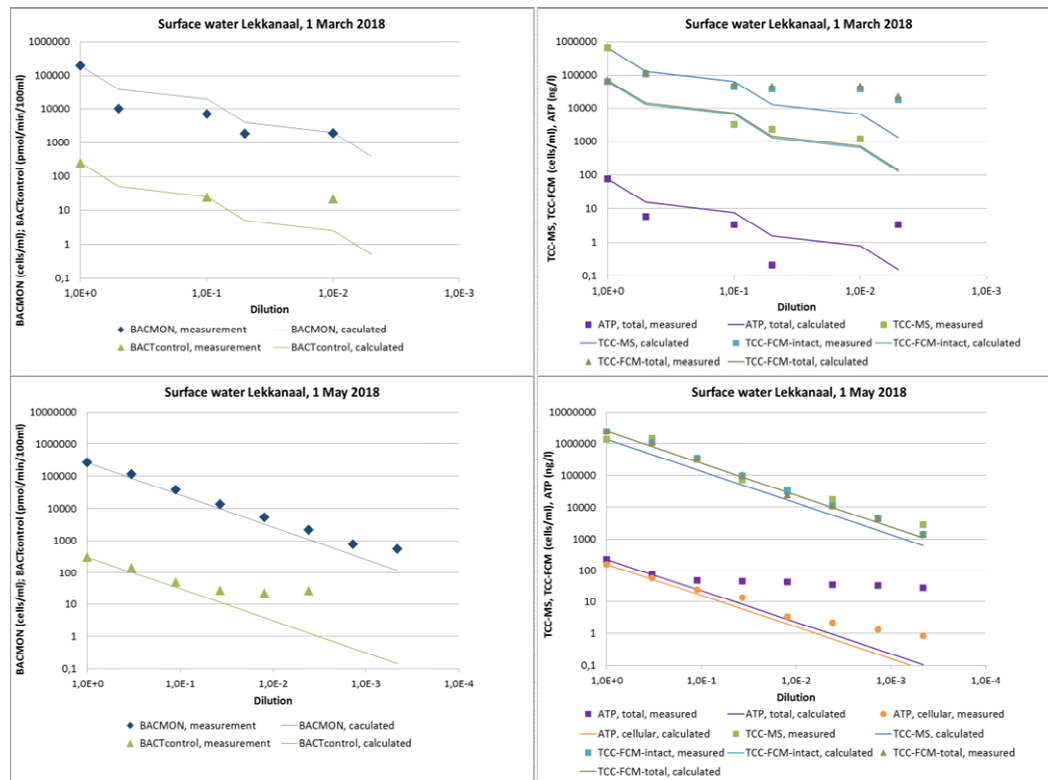 Surface water Lekkanaal, 1 March 2018
BACMON (cells/ml); BACTcontrol (pmol/min/100ml)
1000000
100000
10000
1000
100
10
1
0,1
1,0E+0 1,0E-1 1,0E-2 1,0E-3
Dilution
BACMON, measurement BACMON, caculated
BACTcontrol, measurement BACTcontrol, calculated
Surface water Lekkanaal, 1 March 2018
TCC-MS, TCC-FCM (cells/ml), ATP (ng/l)
1000000
100000
10000
1000
100
10
1
0,1
1,0E+0 1,0E-1 1,0E-2 1,0E-3
Dilution
ATP, total, measured ATP, total, calculated TCC-MS, measured
TCC-MS, calculated TCC-FCM-intact, measured TCC-FCM-intact, calculated
TCC-FCM-total, measured TCC-FCM-total, calculated
Surface water Lekkanaal, 1 May 2018
BACMON (cells/ml); BACTcontrol (pmo/min/100ml)
10000000
1000000
100000
10000
1000
100
10
1
0,1
1,0E+0 1,0E-1 1,0E-2 1,0E-3 1,0E-4
Dilution
BACMON, measurement BACMON, caculated
BACTcontrol, measurement BACTcontrol, calculated
Surface water Lekkanaal, 1 May 2018
TCC-MS, TCC-FCM (cells/ml), ATP (ng/l)
10000000
1000000
100000
10000
1000
100
10
1
0,1
1,0E+0 1,0E-1 1,0E-2 1,0E-3 1,0E-4
Dilution
ATP, total, measured ATP, total, calculated ATP, cellular, measured
ATP, cellular, calculated TCC-MS, measured TCC-MS, calculated
TCC-FCM-intact, measured TCC-FCM-intact, calculated TCC-FCM-total, measured
TCC-FCM-total, calculated